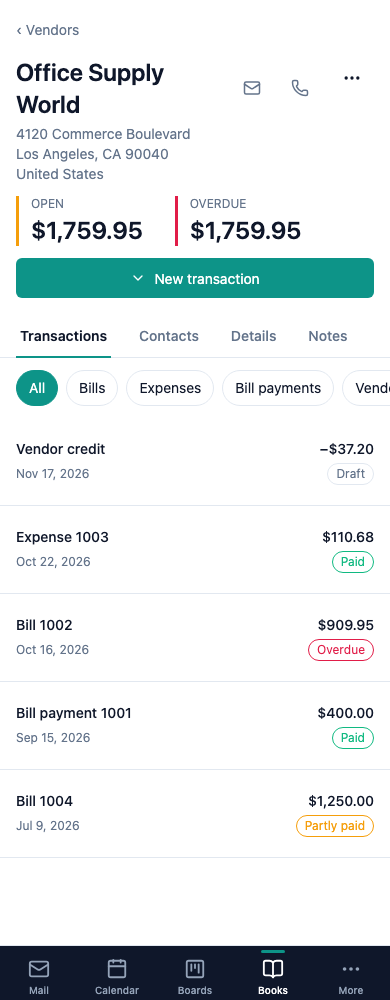 ‹ Vendors
Office Supply
World
4120 Commerce Boulevard
Los Angeles, CA 90040
United States
OPEN
$1,759.95
OVERDUE
$1,759.95
New transaction
Transactions
Contacts
Details
Notes
All
Bills
Expenses
Bill payments
Vend
Vendor credit
−$37.20
Nov 17, 2026
Draft
Expense 1003
$110.68
Oct 22, 2026
Paid
Bill 1002
$909.95
Oct 16, 2026
Overdue
Bill payment 1001
$400.00
Sep 15, 2026
Paid
Bill 1004
$1,250.00
Jul 9, 2026
Partly paid
Mail
Calendar
Boards
Books
More